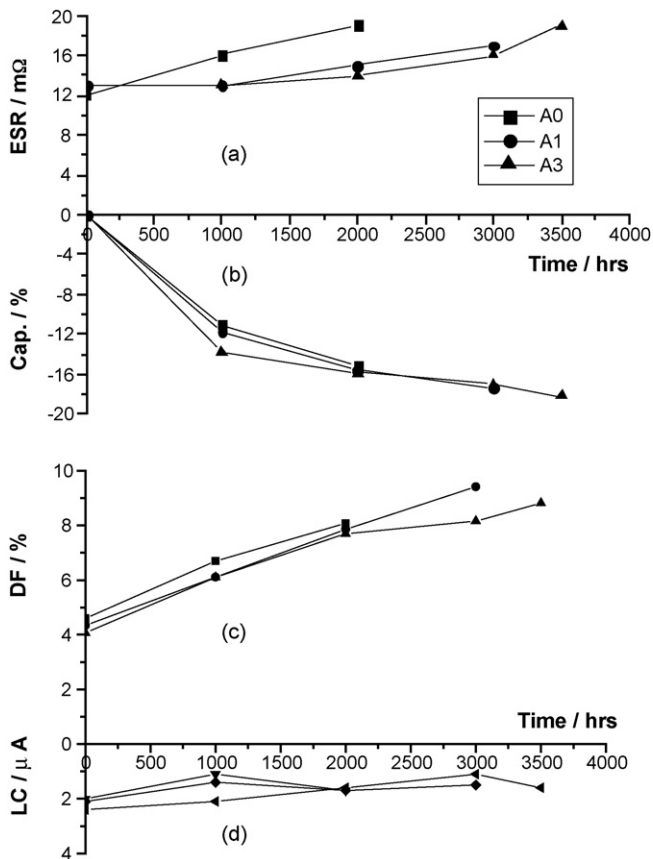 20
16
12
8
4
0
ESR / mΩ
(a)
A0
A1
A3
0 500 1000 1500 2000 2500 3000 3500 4000
Time / hrs
-4
-8
-12
-16
-20
Cap. / %
(b)
10
8
6
4
2
0
DF / %
(c)
Time / hrs
0 500 1000 1500 2000 2500 3000 3500 4000
2
4
LC / μ A
(d)